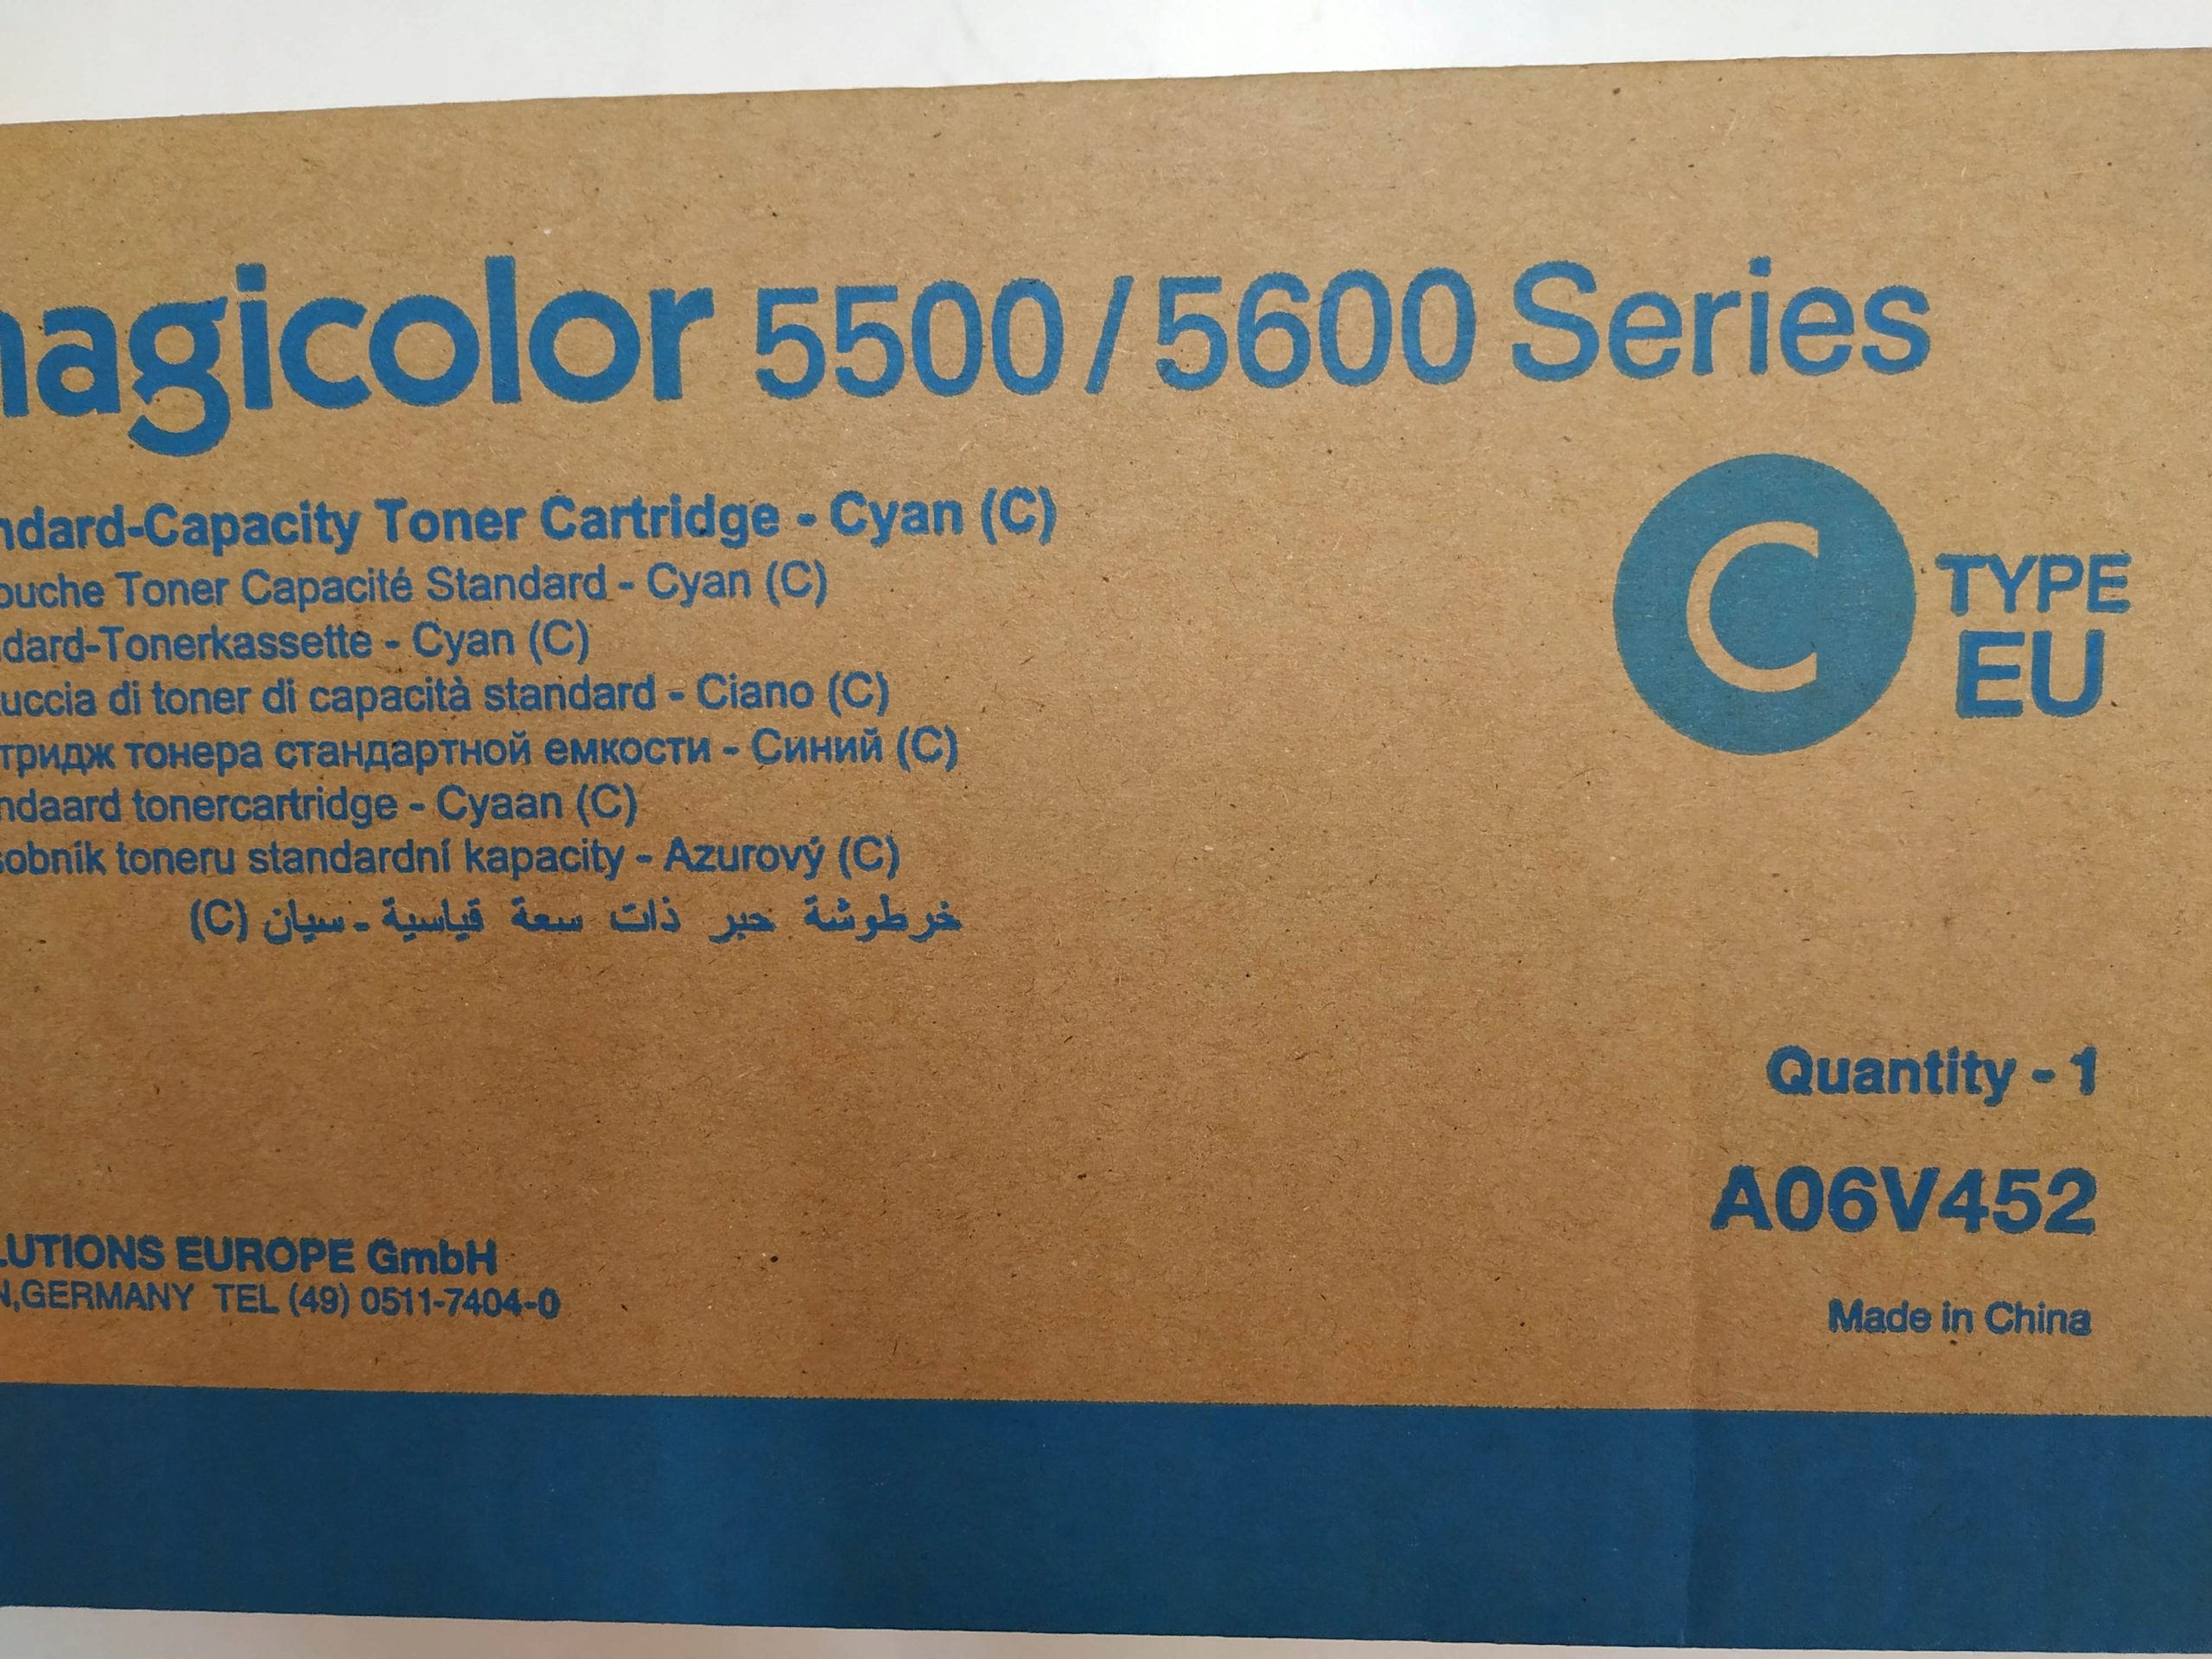 magicolor 5500 / 5600 Series
ndard-Capacity Toner Cartridge - Cyan (C)
ouche Toner Capacité Standard - Cyan (C)
dard-Tonerkassette - Cyan (C)
uccia di toner di capacità standard - Ciano (C)
тридж тонера стандартной емкости - Синий (C)
ndaard tonercartridge - Cyaan (C)
sobník toneru standardní kapacity - Azurový (C)
خرطوشة حبر ذات سعة قياسية - سيان (C)
C TYPE
EU
Quantity - 1
A06V452
Made in China
LUTIONS EUROPE GmbH
N,GERMANY TEL (49) 0511-7404-0